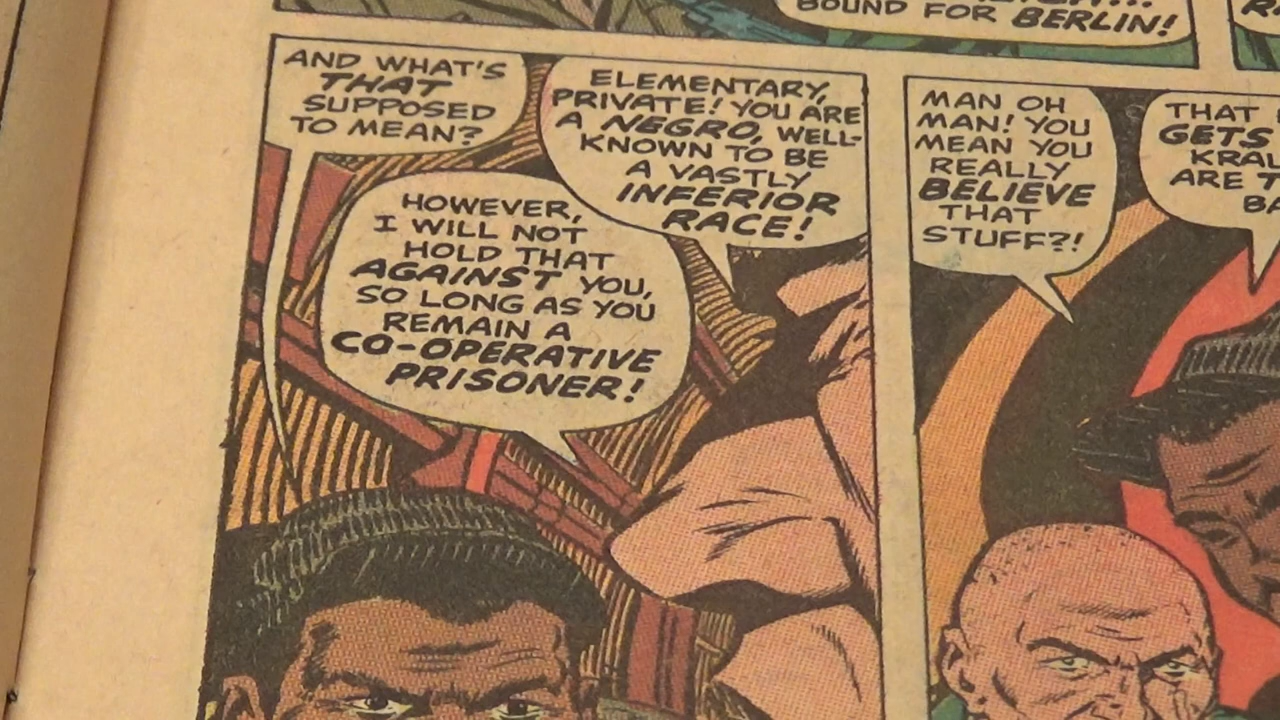 BOUND FOR BERLIN!
AND WHAT'S
THAT
SUPPOSED
TO MEAN?
ELEMENTARY,
PRIVATE! YOU ARE
A NEGRO, WELL-
KNOWN TO BE
A VASTLY
INFERIOR
RACE!
HOWEVER,
I WILL NOT
HOLD THAT
AGAINST YOU,
SO LONG AS YOU
REMAIN A
CO-OPERATIVE
PRISONER!
MAN OH
MAN! YOU
MEAN YOU
REALLY
BELIEVE
THAT
STUFF?!
THAT
GETS
KRAL
ARE
BA